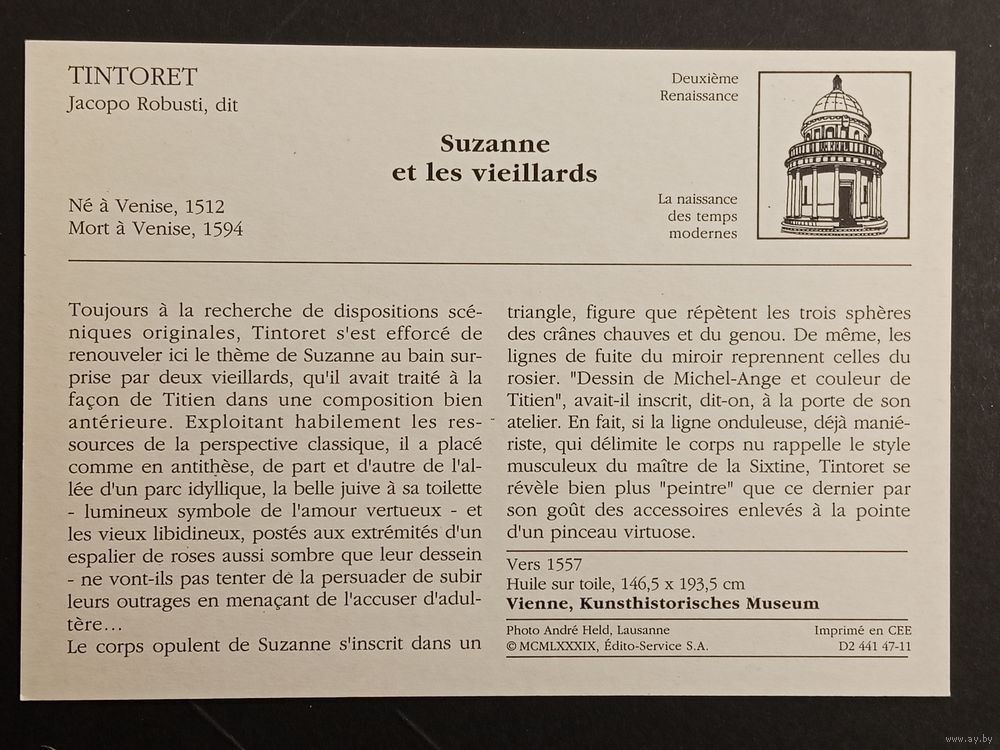 TINTORET
Jacopo Robusti, dit
Suzanne
et les vieillards
Né à Venise, 1512
Mort à Venise, 1594
Deuxième
Renaissance
La naissance
des temps
modernes
Toujours à la recherche de dispositions scé-
niques originales, Tintoret s'est efforcé de
renouveler ici le thème de Suzanne au bain sur-
prise par deux vieillards, qu'il avait traité à la
façon de Titien dans une composition bien
antérieure. Exploitant habilement les res-
sources de la perspective classique, il a placé
comme en antithèse, de part et d'autre de l'al-
lée d'un parc idyllique, la belle juive à sa toilette
- lumineux symbole de l'amour vertueux - et
les vieux libidineux, postés aux extrémités d'un
espalier de roses aussi sombre que leur dessein
- ne vont-ils pas tenter de la persuader de subir
leurs outrages en menaçant de l'accuser d'adul-
tère...
Le corps opulent de Suzanne s'inscrit dans un
triangle, figure que répètent les trois sphères
des crânes chauves et du genou. De même, les
lignes de fuite du miroir reprennent celles du
rosier. "Dessin de Michel-Ange et couleur de
Titien", avait-il inscrit, dit-on, à la porte de son
atelier. En fait, si la ligne onduleuse, déjà manié-
riste, qui délimite le corps nu rappelle le style
musculeux du maître de la Sixtine, Tintoret se
révèle bien plus "peintre" que ce dernier par
son goût des accessoires enlevés à la pointe
d'un pinceau virtuose.
Vers 1557
Huile sur toile, 146,5 x 193,5 cm
Vienne, Kunsthistorisches Museum
Photo André Held, Lausanne
© MCMLXXXIX, Édito-Service S.A.
Imprimé en CEE
D2 441 47-11
www.ay.by